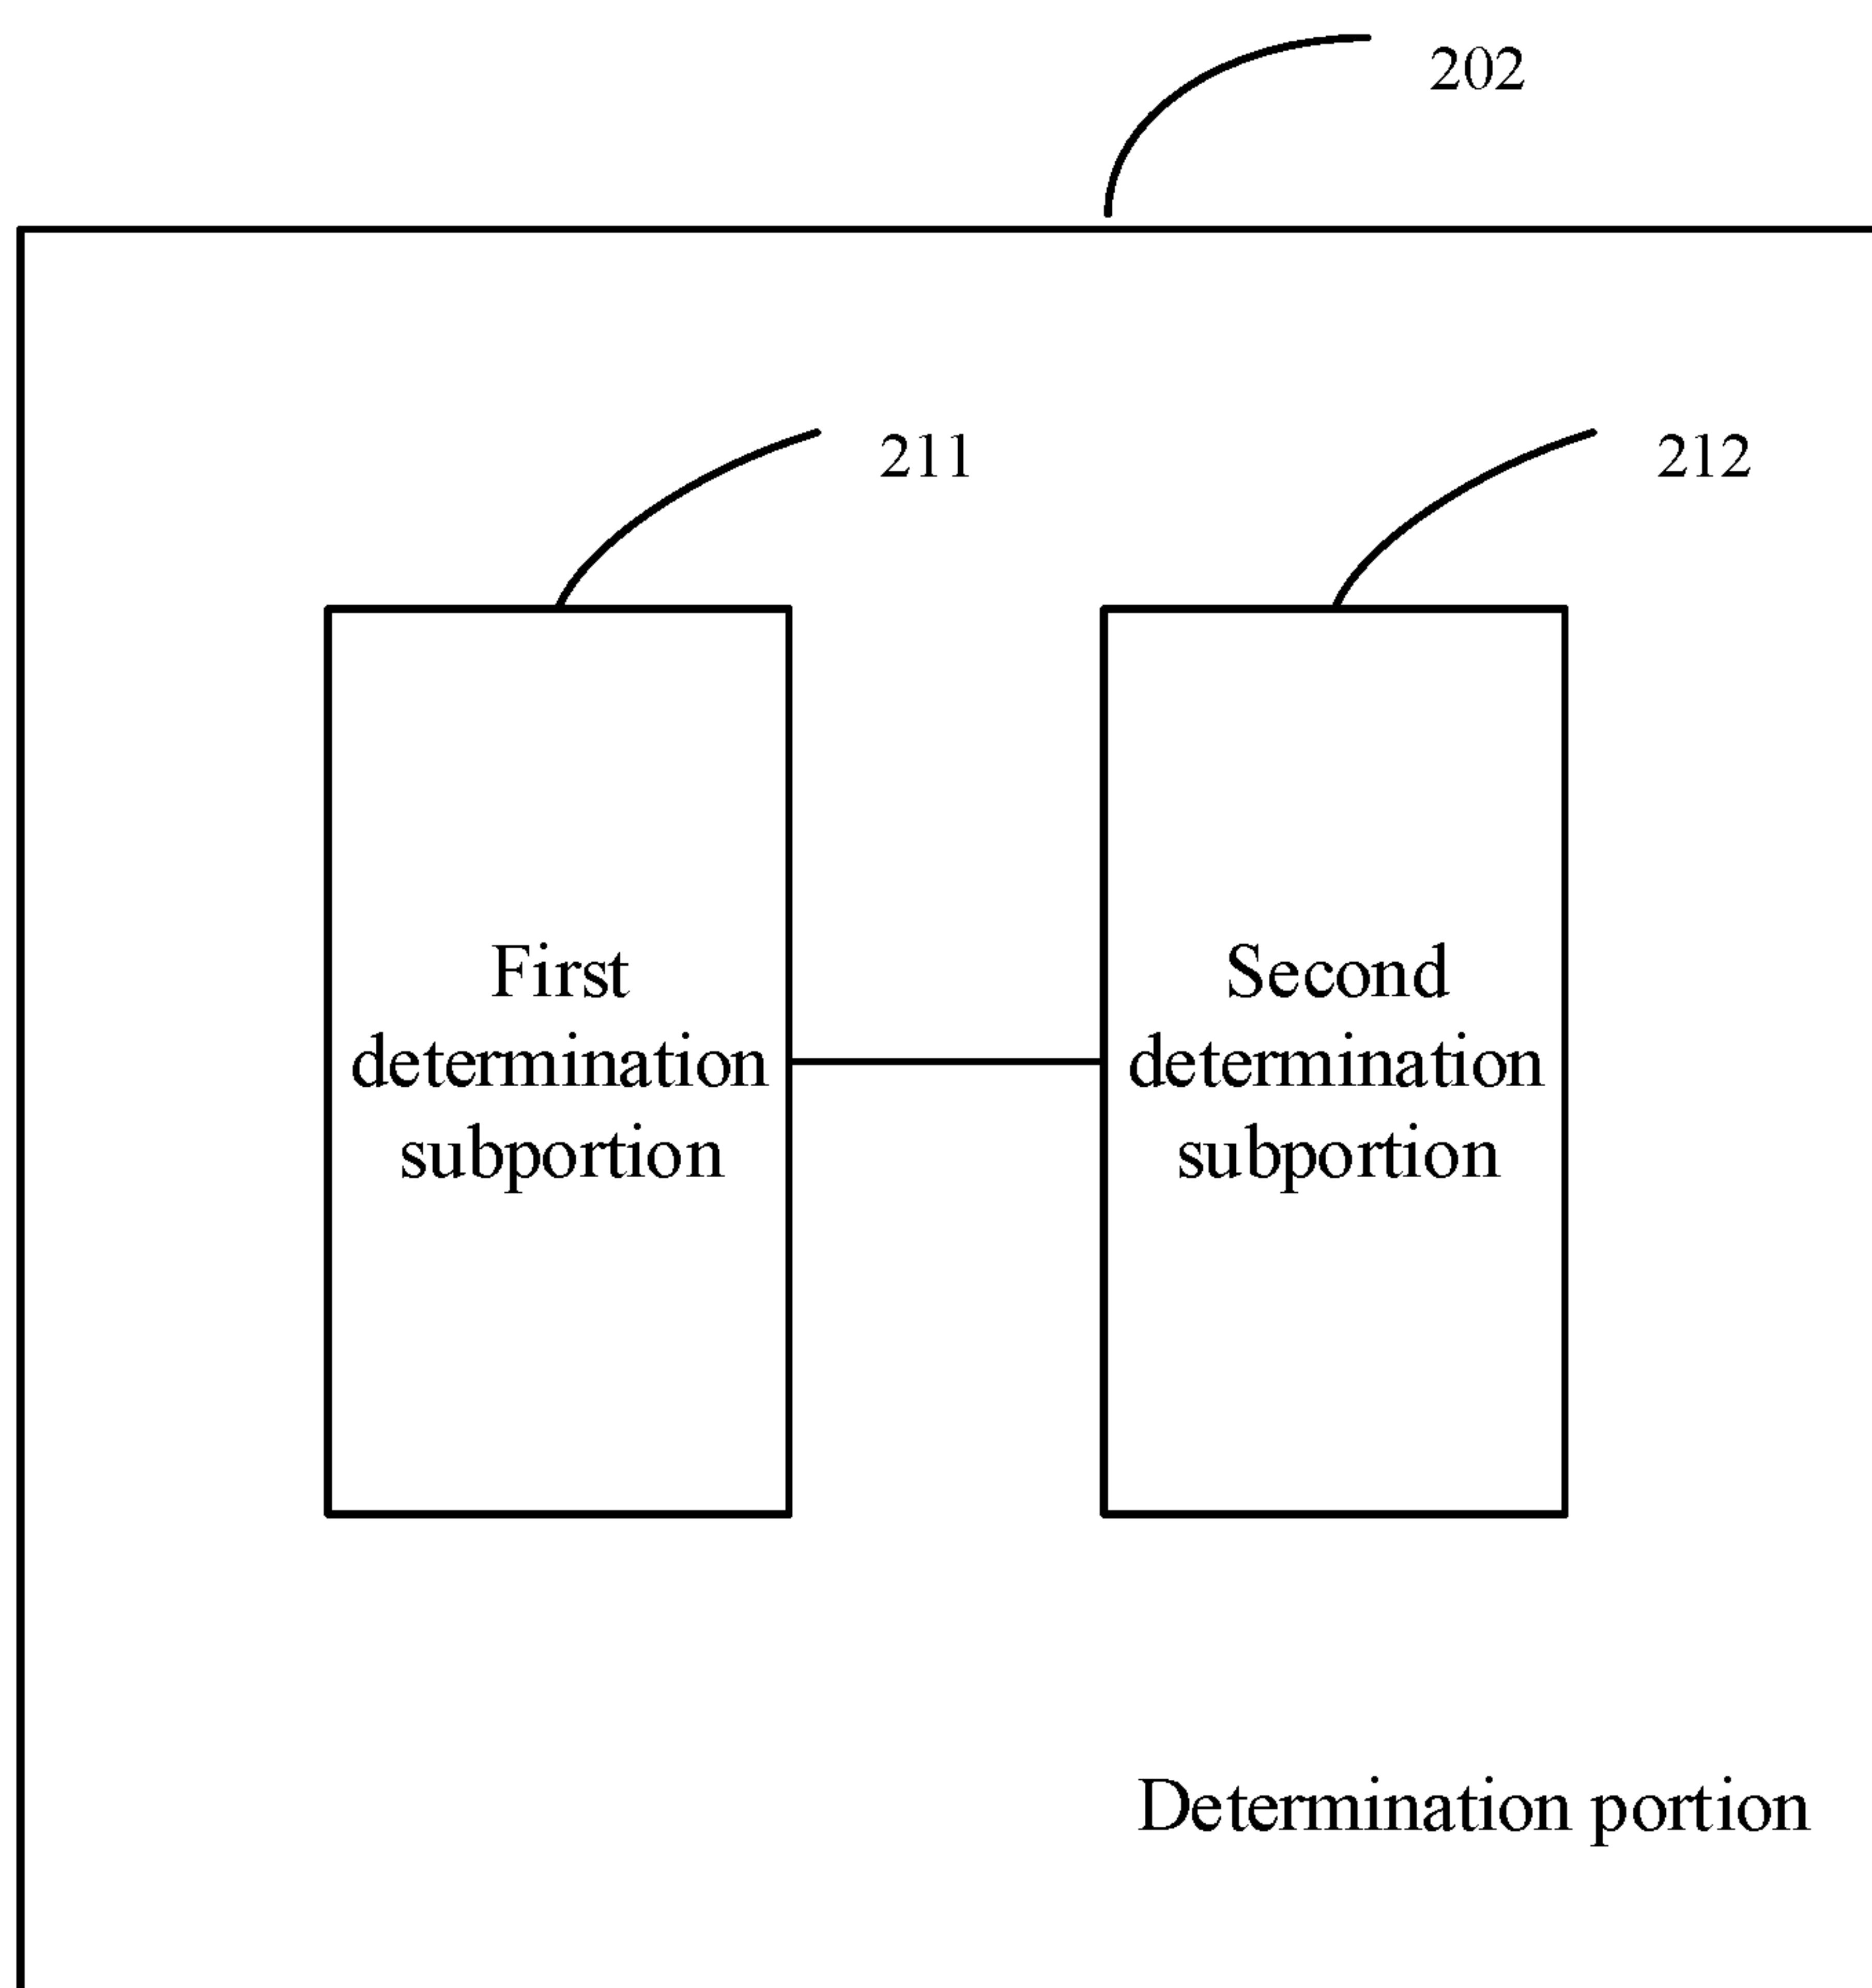 202
211
212
First
determination
subportion
Second
determination
subportion
Determination portion